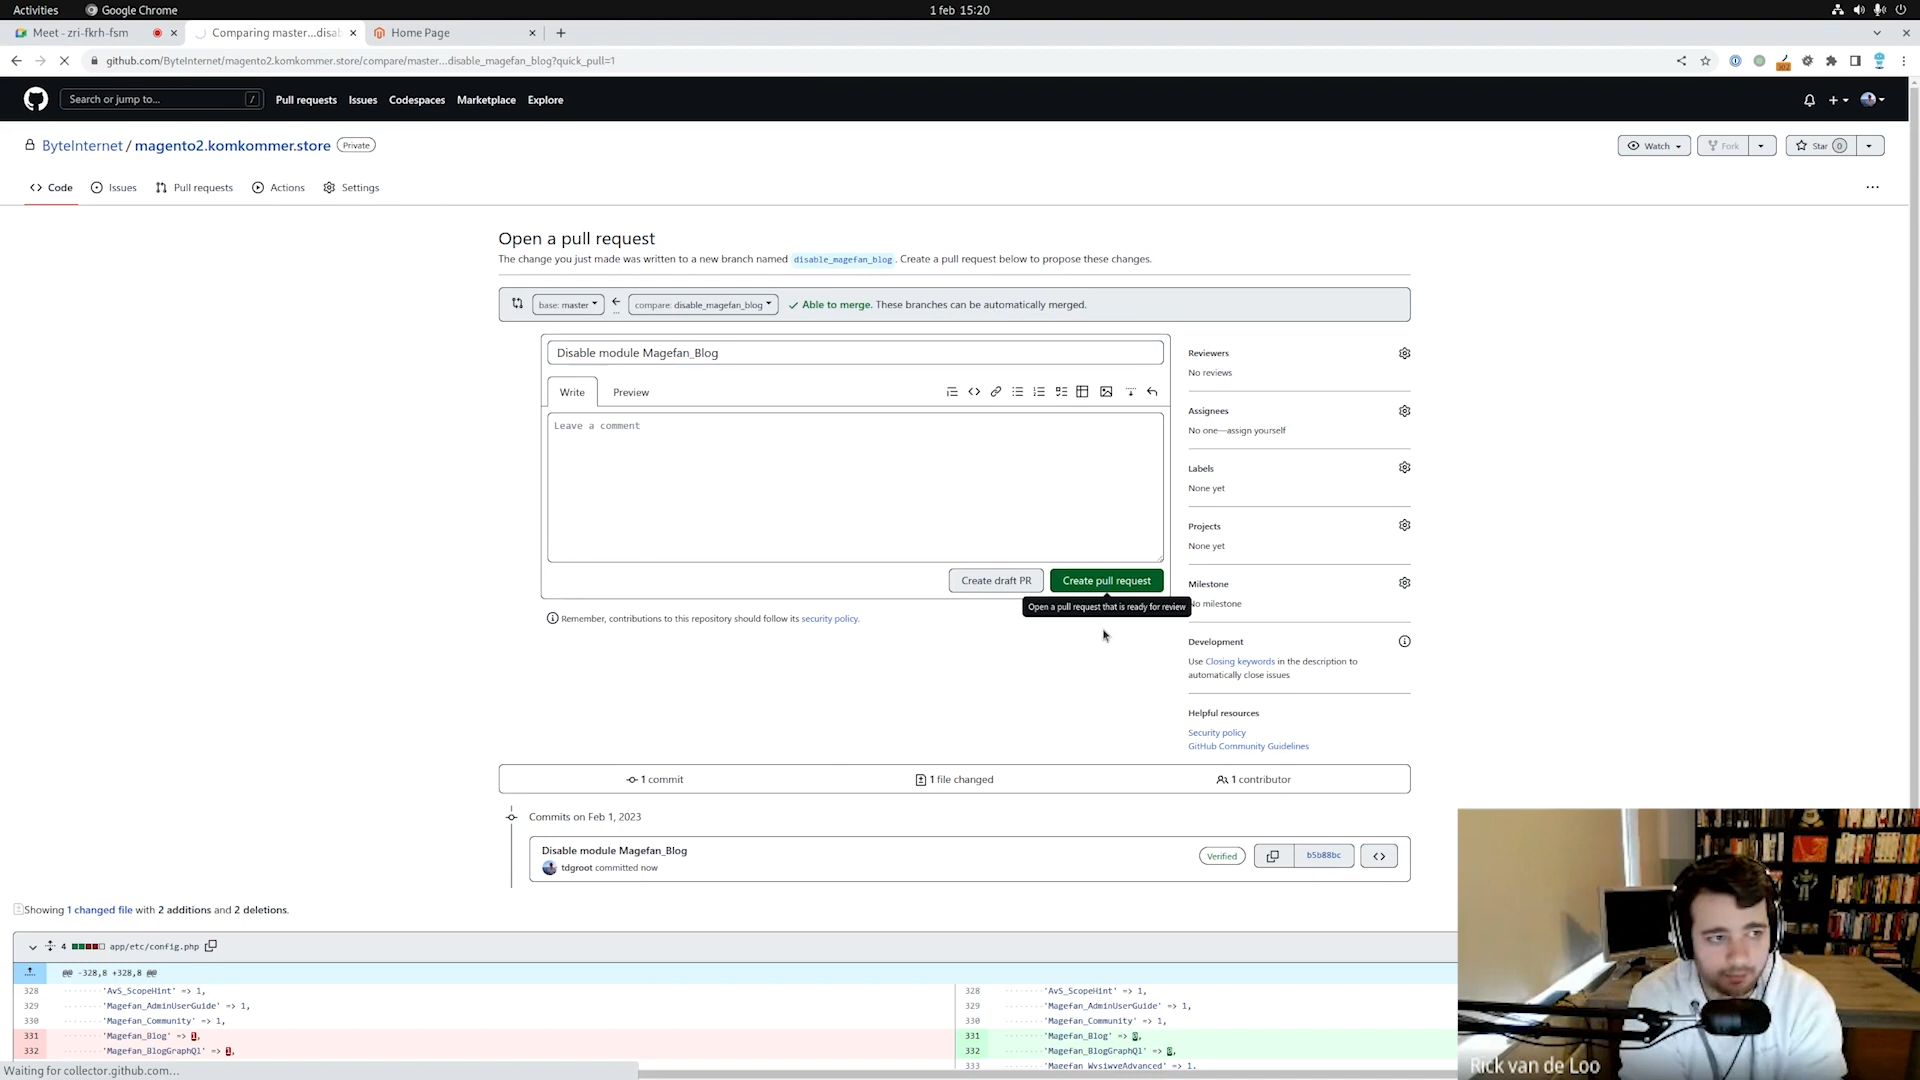 Activities
Google Chrome
1 feb 15:20
Meet - zri-fkrh-fsm
Comparing master...disab
Home Page
github.com/ByteInternet/magento2.komkommer.store/compare/master...disable_magefan_blog?quick_pull=1
302
Search or jump to...
/
Pull requests
Issues
Codespaces
Marketplace
Explore
ByteInternet / magento2.komkommer.store
Private
Watch
Fork
Star 0
Code
Issues
Pull requests
Actions
Settings
Open a pull request
The change you just made was written to a new branch named disable_magefan_blog. Create a pull request below to propose these changes.
base: master
...
compare: disable_magefan_blog
Able to merge. These branches can be automatically merged.
Disable module Magefan_Blog
Write
Preview
Leave a comment
Create draft PR
Create pull request
Open a pull request that is ready for review
Remember, contributions to this repository should follow its security policy.
Reviewers
No reviews
Assignees
No one—assign yourself
Labels
None yet
Projects
None yet
Milestone
No milestone
Development
Use Closing keywords in the description to
automatically close issues
Helpful resources
Security policy
GitHub Community Guidelines
1 commit
1 file changed
1 contributor
Commits on Feb 1, 2023
Disable module Magefan_Blog
tdgroot committed now
Verified
b5b88bc
Showing 1 changed file with 2 additions and 2 deletions.
4
app/etc/config.php
@@ -328,8 +328,8 @@
328 'AvS_ScopeHint' => 1,
329 'Magefan_AdminUserGuide' => 1,
330 'Magefan_Community' => 1,
331 'Magefan_Blog' => 1,
332 'Magefan_BlogGraphQl' => 1,
328 'AvS_ScopeHint' => 1,
329 'Magefan_AdminUserGuide' => 1,
330 'Magefan_Community' => 1,
331 'Magefan_Blog' => 0,
332 'Magefan_BlogGraphQl' => 0,
333 'Magefan_WysiwygAdvanced' => 1,
Waiting for collector.github.com...
Rick van de Loo